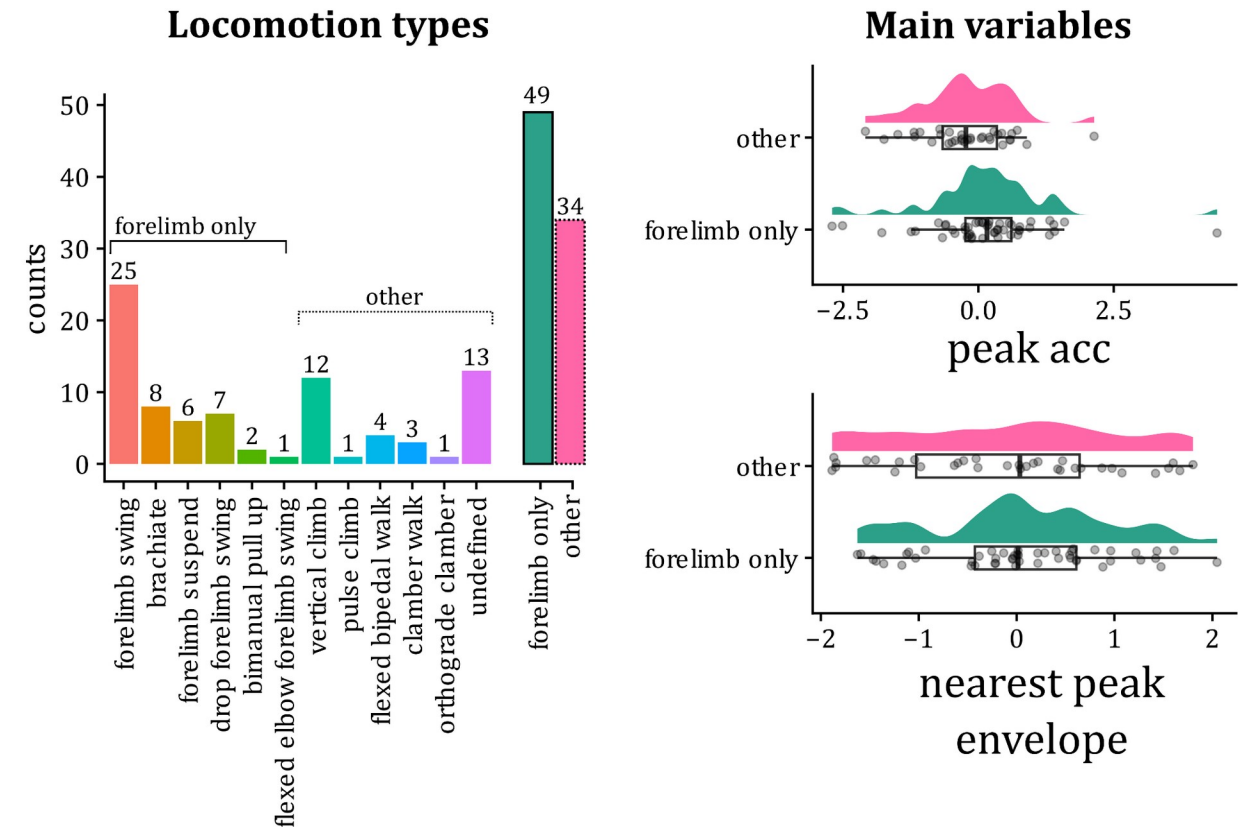 Locomotion types
counts
50
40
30
20
10
0
forelimb only
other
25
8
6
7
2
1
12
1
4
3
1
13
49
34
forelimb swing
brachiate
forelimb suspend
drop forelimb swing
bimanual pull up
flexed elbow forelimb swing
vertical climb
pulse climb
flexed bipedal walk
clamber walk
orthograde clamber
undefined
forelimb only
other
Main variables
other
forelimb only
−2.5 0.0 2.5
peak acc
other
forelimb only
−2 −1 0 1 2
nearest peak
envelope